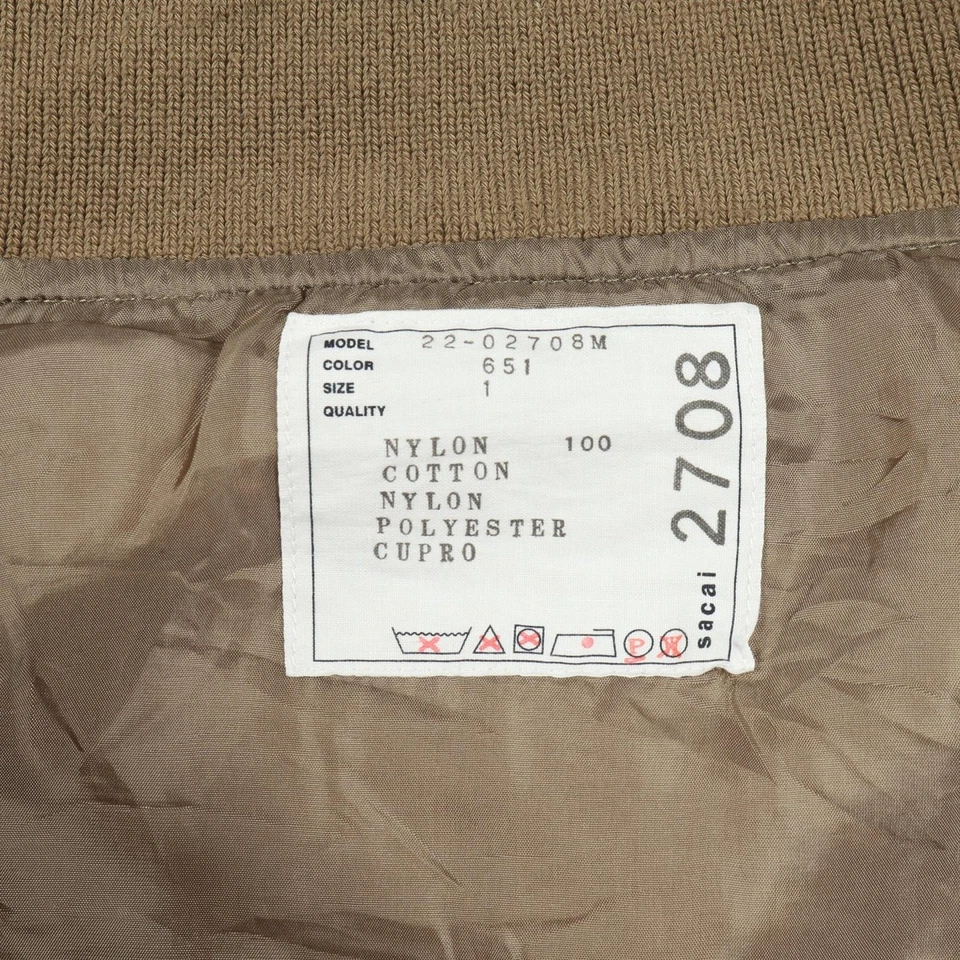 MODEL 22-02708M
COLOR 651
SIZE 1
QUALITY
NYLON 100
COTTON
NYLON
POLYESTER
CUPRO
P
W
sacai 2708